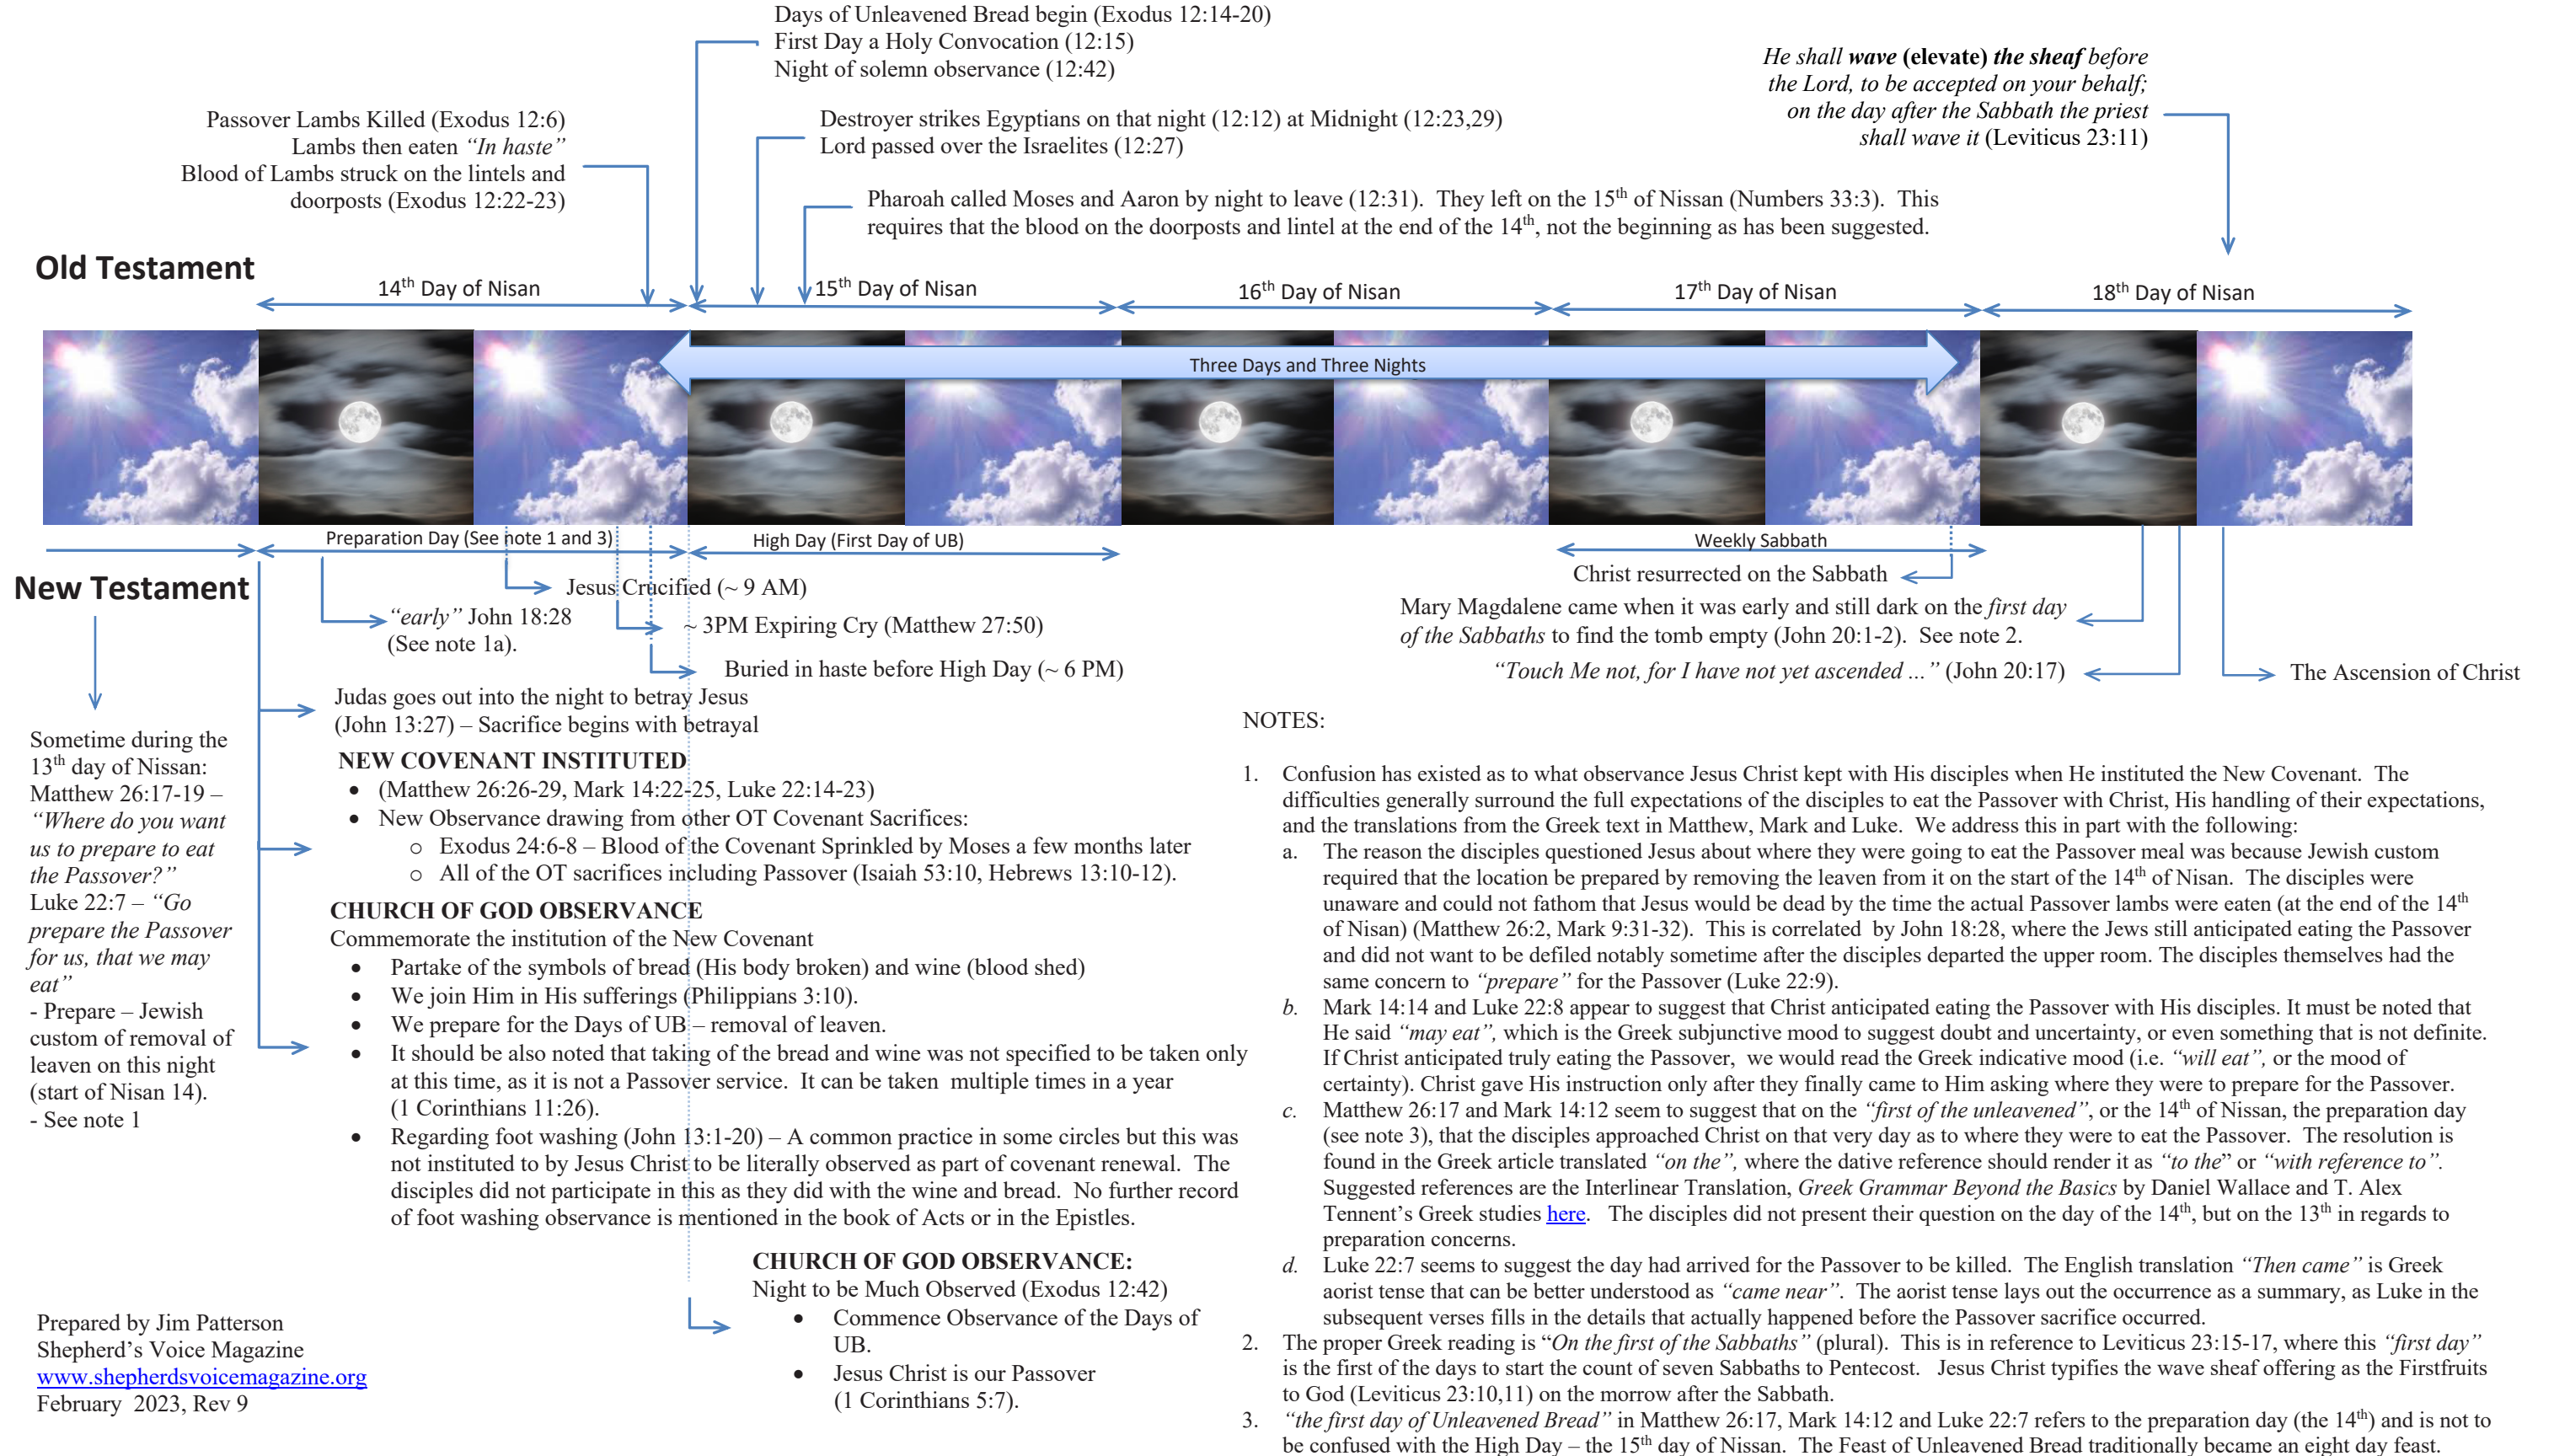 Days of Unleavened Bread begin (Exodus 12:14-20)
First Day a Holy Convocation (12:15)
Night of solemn observance (12:42)
He shall wave (elevate) the sheaf before
the Lord, to be accepted on your behalf;
on the day after the Sabbath the priest
shall wave it (Leviticus 23:11)
Passover Lambs Killed (Exodus 12:6)
Lambs then eaten “In haste”
Blood of Lambs struck on the lintels and
doorposts (Exodus 12:22-23)
Destroyer strikes Egyptians on that night (12:12) at Midnight (12:23,29)
Lord passed over the Israelites (12:27)
Pharoah called Moses and Aaron by night to leave (12:31).  They left on the 15th of Nissan (Numbers 33:3).  This
requires that the blood on the doorposts and lintel at the end of the 14th, not the beginning as has been suggested.
Old Testament
14th Day of Nisan
15th Day of Nisan
16th Day of Nisan
17th Day of Nisan
18th Day of Nisan
Three Days and Three Nights
Preparation Day (See note 1 and 3)
High Day (First Day of UB)
Weekly Sabbath
New Testament
Jesus Crucified (~ 9 AM)
“early” John 18:28
(See note 1a).
~ 3PM Expiring Cry (Matthew 27:50)
Buried in haste before High Day (~ 6 PM)
Christ resurrected on the Sabbath
Mary Magdalene came when it was early and still dark on the first day
of the Sabbaths to find the tomb empty (John 20:1-2).  See note 2.
“Touch Me not, for I have not yet ascended ...” (John 20:17)
The Ascension of Christ
Sometime during the
13th day of Nissan:
Matthew 26:17-19 –
“Where do you want
us to prepare to eat
the Passover?”
Luke 22:7 – “Go
prepare the Passover
for us, that we may
eat”
- Prepare – Jewish
custom of removal of
leaven on this night
(start of Nisan 14).
- See note 1
Judas goes out into the night to betray Jesus
(John 13:27) – Sacrifice begins with betrayal
NEW COVENANT INSTITUTED
• (Matthew 26:26-29, Mark 14:22-25, Luke 22:14-23)
• New Observance drawing from other OT Covenant Sacrifices:
o Exodus 24:6-8 – Blood of the Covenant Sprinkled by Moses a few months later
o All of the OT sacrifices including Passover (Isaiah 53:10, Hebrews 13:10-12).
CHURCH OF GOD OBSERVANCE
Commemorate the institution of the New Covenant
• Partake of the symbols of bread (His body broken) and wine (blood shed)
• We join Him in His sufferings (Philippians 3:10).
• We prepare for the Days of UB – removal of leaven.
• It should be also noted that taking of the bread and wine was not specified to be taken only
at this time, as it is not a Passover service.  It can be taken  multiple times in a year
(1 Corinthians 11:26).
• Regarding foot washing (John 13:1-20) – A common practice in some circles but this was
not instituted to by Jesus Christ to be literally observed as part of covenant renewal.  The
disciples did not participate in this as they did with the wine and bread.  No further record
of foot washing observance is mentioned in the book of Acts or in the Epistles.
CHURCH OF GOD OBSERVANCE:
Night to be Much Observed (Exodus 12:42)
• Commence Observance of the Days of
UB.
• Jesus Christ is our Passover
(1 Corinthians 5:7).
Prepared by Jim Patterson
Shepherd’s Voice Magazine
www.shepherdsvoicemagazine.org
February  2023, Rev 9
NOTES:
1. Confusion has existed as to what observance Jesus Christ kept with His disciples when He instituted the New Covenant.  The
difficulties generally surround the full expectations of the disciples to eat the Passover with Christ, His handling of their expectations,
and the translations from the Greek text in Matthew, Mark and Luke.  We address this in part with the following:
a. The reason the disciples questioned Jesus about where they were going to eat the Passover meal was because Jewish custom
required that the location be prepared by removing the leaven from it on the start of the 14th of Nisan.  The disciples were
unaware and could not fathom that Jesus would be dead by the time the actual Passover lambs were eaten (at the end of the 14th
of Nisan) (Matthew 26:2, Mark 9:31-32).  This is correlated  by John 18:28, where the Jews still anticipated eating the Passover
and did not want to be defiled notably sometime after the disciples departed the upper room. The disciples themselves had the
same concern to “prepare” for the Passover (Luke 22:9).
b. Mark 14:14 and Luke 22:8 appear to suggest that Christ anticipated eating the Passover with His disciples. It must be noted that
He said “may eat”, which is the Greek subjunctive mood to suggest doubt and uncertainty, or even something that is not definite.
If Christ anticipated truly eating the Passover,  we would read the Greek indicative mood (i.e. “will eat”, or the mood of
certainty). Christ gave His instruction only after they finally came to Him asking where they were to prepare for the Passover.
c. Matthew 26:17 and Mark 14:12 seem to suggest that on the “first of the unleavened”, or the 14th of Nissan, the preparation day
(see note 3), that the disciples approached Christ on that very day as to where they were to eat the Passover.  The resolution is
found in the Greek article translated “on the”, where the dative reference should render it as “to the” or “with reference to”.
Suggested references are the Interlinear Translation, Greek Grammar Beyond the Basics by Daniel Wallace and T. Alex
Tennent’s Greek studies here.   The disciples did not present their question on the day of the 14th, but on the 13th in regards to
preparation concerns.
d. Luke 22:7 seems to suggest the day had arrived for the Passover to be killed.  The English translation “Then came” is Greek
aorist tense that can be better understood as “came near”.  The aorist tense lays out the occurrence as a summary, as Luke in the
subsequent verses fills in the details that actually happened before the Passover sacrifice occurred.
2. The proper Greek reading is “On the first of the Sabbaths” (plural).  This is in reference to Leviticus 23:15-17, where this “first day”
is the first of the days to start the count of seven Sabbaths to Pentecost.   Jesus Christ typifies the wave sheaf offering as the Firstfruits
to God (Leviticus 23:10,11) on the morrow after the Sabbath.
3. “the first day of Unleavened Bread” in Matthew 26:17, Mark 14:12 and Luke 22:7 refers to the preparation day (the 14th) and is not to
be confused with the High Day – the 15th day of Nissan.  The Feast of Unleavened Bread traditionally became an eight day feast.